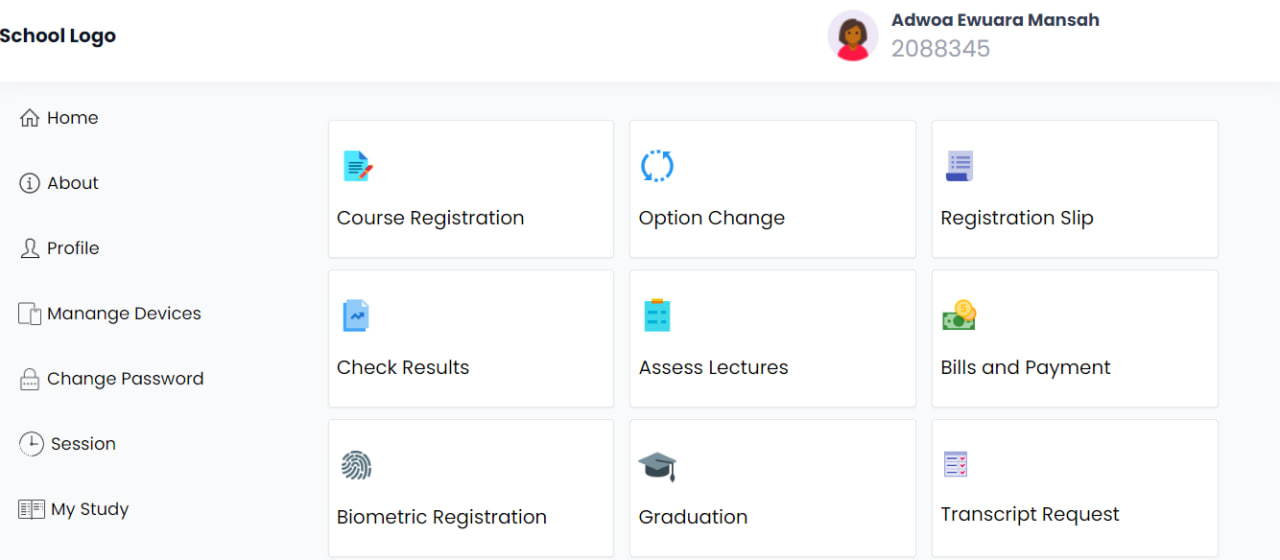 School Logo
Adwoa Ewuara Mansah
2088345
Home
About
Profile
Manange Devices
Change Password
Session
My Study
Course Registration
Option Change
Registration Slip
Check Results
Assess Lectures
Bills and Payment
Biometric Registration
Graduation
Transcript Request